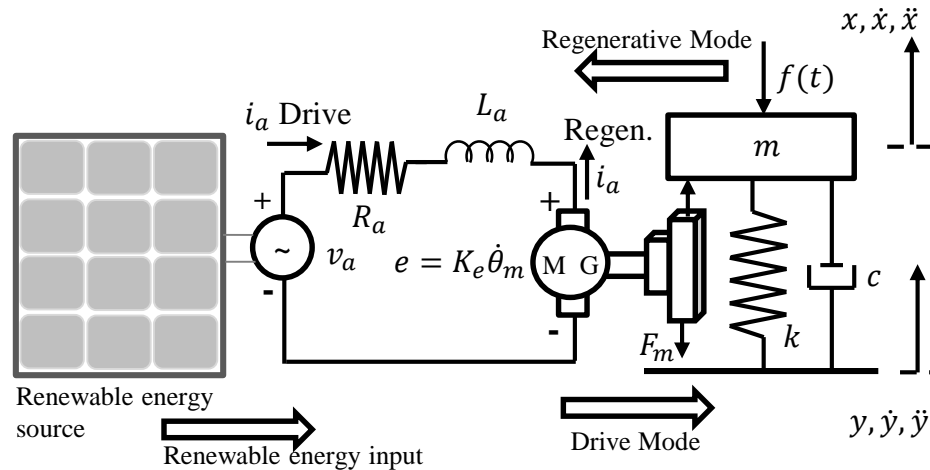 x, ẋ, ẍ
Regenerative Mode
f(t)
L_a
i_a Drive
Regen.
m
i_a
+
+
R_a
~
v_a
e = K_e θ̇_m
M G
c
-
-
F_m
k
Renewable energy
source
Drive Mode
y, ẏ, ÿ
Renewable energy input